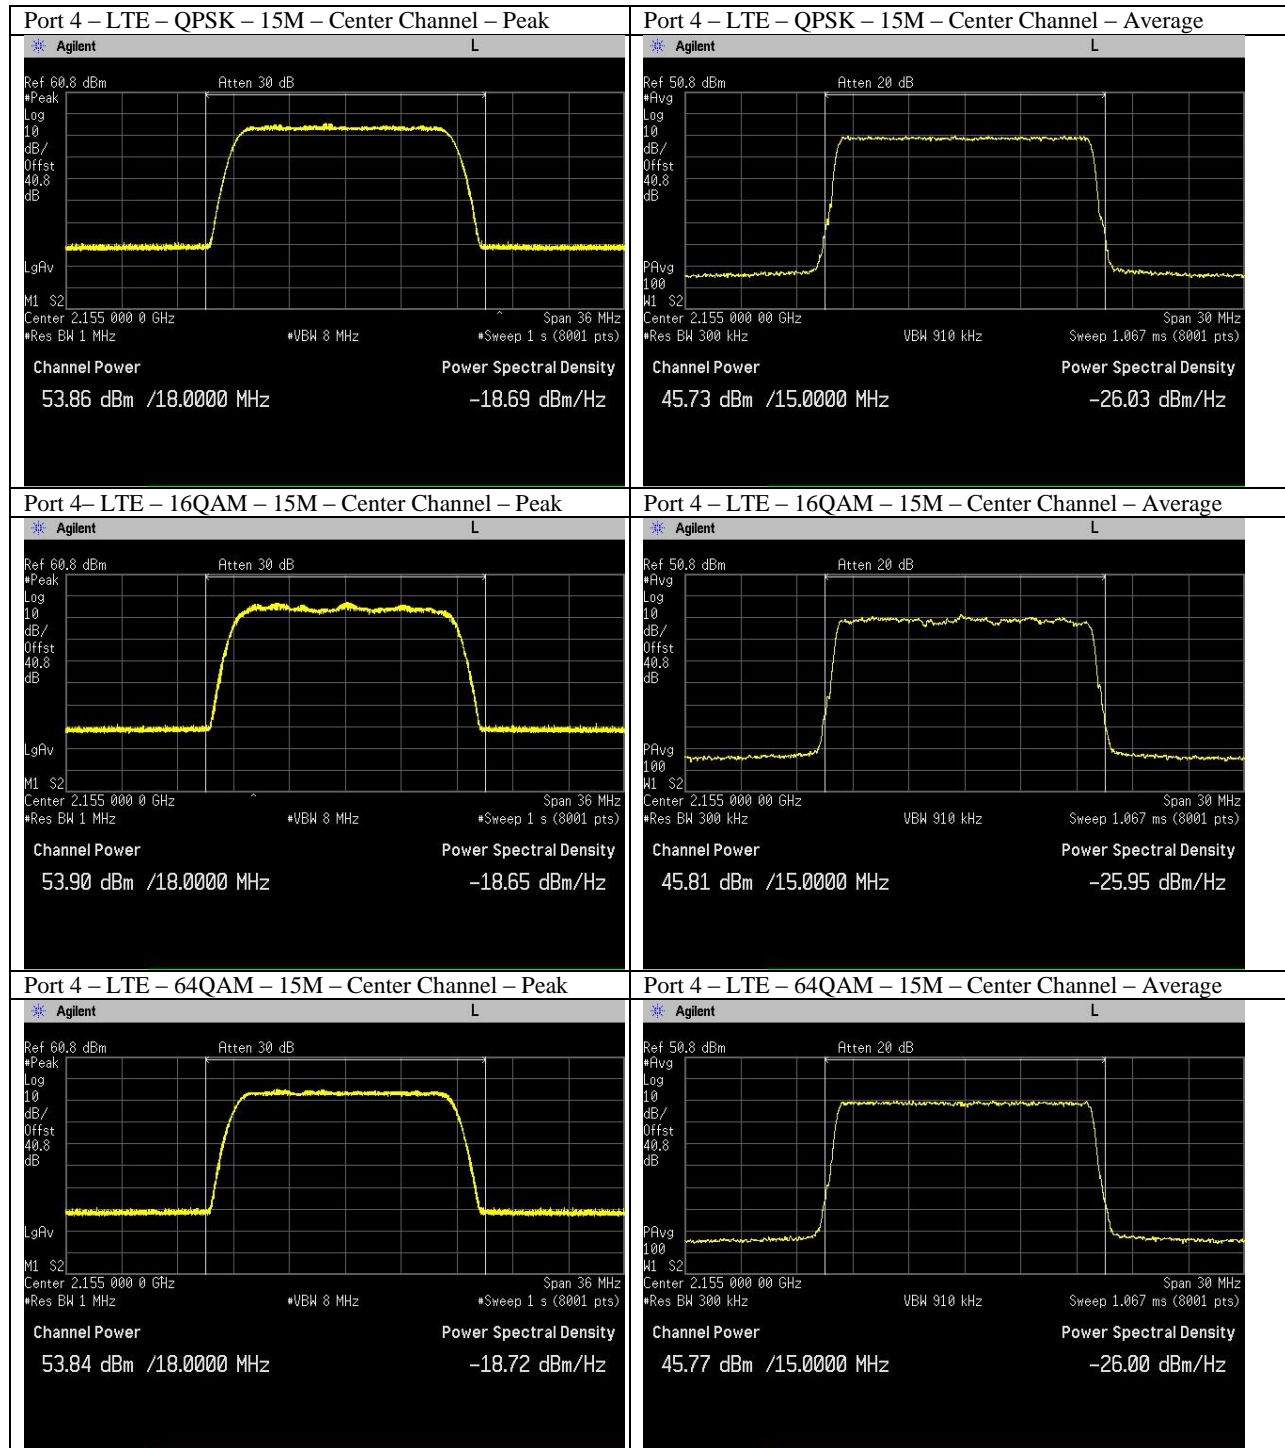 Port 4 – LTE – QPSK – 15M – Center Channel – Peak
Agilent
L
Ref 60.8 dBm
Atten 30 dB
#Peak
Log
10
dB/
Offst
40.8
dB
LgAv
M1 S2
Center 2.155 000 0 GHz
Span 36 MHz
#Res BW 1 MHz
#VBW 8 MHz
#Sweep 1 s (8001 pts)
Channel Power
Power Spectral Density
53.86 dBm /18.0000 MHz
-18.69 dBm/Hz
Port 4 – LTE – QPSK – 15M – Center Channel – Average
Agilent
L
Ref 50.8 dBm
Atten 20 dB
#Avg
Log
10
dB/
Offst
40.8
dB
PAvg
100
W1 S2
Center 2.155 000 00 GHz
Span 30 MHz
#Res BW 300 kHz
VBW 910 kHz
Sweep 1.067 ms (8001 pts)
Channel Power
Power Spectral Density
45.73 dBm /15.0000 MHz
-26.03 dBm/Hz
Port 4– LTE – 16QAM – 15M – Center Channel – Peak
Agilent
L
Ref 60.8 dBm
Atten 30 dB
#Peak
Log
10
dB/
Offst
40.8
dB
LgAv
M1 S2
Center 2.155 000 0 GHz
Span 36 MHz
#Res BW 1 MHz
#VBW 8 MHz
#Sweep 1 s (8001 pts)
Channel Power
Power Spectral Density
53.90 dBm /18.0000 MHz
-18.65 dBm/Hz
Port 4 – LTE – 16QAM – 15M – Center Channel – Average
Agilent
L
Ref 50.8 dBm
Atten 20 dB
#Avg
Log
10
dB/
Offst
40.8
dB
PAvg
100
W1 S2
Center 2.155 000 00 GHz
Span 30 MHz
#Res BW 300 kHz
VBW 910 kHz
Sweep 1.067 ms (8001 pts)
Channel Power
Power Spectral Density
45.81 dBm /15.0000 MHz
-25.95 dBm/Hz
Port 4 – LTE – 64QAM – 15M – Center Channel – Peak
Agilent
L
Ref 60.8 dBm
Atten 30 dB
#Peak
Log
10
dB/
Offst
40.8
dB
LgAv
M1 S2
Center 2.155 000 0 GHz
Span 36 MHz
#Res BW 1 MHz
#VBW 8 MHz
#Sweep 1 s (8001 pts)
Channel Power
Power Spectral Density
53.84 dBm /18.0000 MHz
-18.72 dBm/Hz
Port 4 – LTE – 64QAM – 15M – Center Channel – Average
Agilent
L
Ref 50.8 dBm
Atten 20 dB
#Avg
Log
10
dB/
Offst
40.8
dB
PAvg
100
W1 S2
Center 2.155 000 00 GHz
Span 30 MHz
#Res BW 300 kHz
VBW 910 kHz
Sweep 1.067 ms (8001 pts)
Channel Power
Power Spectral Density
45.77 dBm /15.0000 MHz
-26.00 dBm/Hz